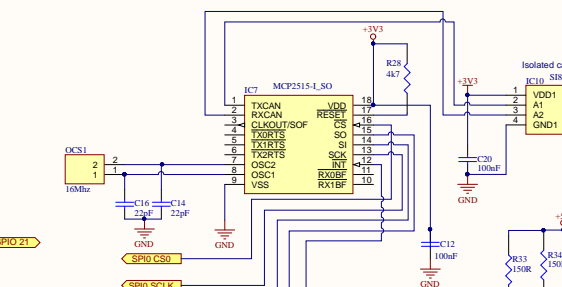 +3V3
R28
4k7
IC7
MCP2515-I_SO
1 TXCAN VDD 18
2 RXCAN RESET 17
3 CLKOUT/SOF CS 16
4 TX0RTS SO 15
5 TX1RTS SI 14
6 TX2RTS SCK 13
7 OSC2 INT 12
8 OSC1 RX0BF 11
9 VSS RX1BF 10
OCS1
2 2
1 1
16Mhz
C16
22pF
C14
22pF
GND
GND
GPIO 21
SPI0 CS0
SPI0 SCLK
C12
100nF
GND
Isolated
SI8
IC10
+3V3
1 VDD1
2 A1
3 A2
4 GND1
C20
100nF
GND
R33
150R
R34